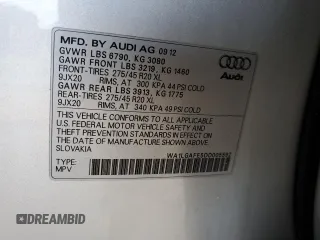 MFD. BY AUDI AG 09 12
GVWR LBS 6790, KG 3080
GAWR FRONT LBS 3219, KG 1460
FRONT-TIRES 275/45 R20 XL
9JX20 RIMS, AT 300 KPA 44 PSI COLD
GAWR REAR LBS 3913, KG 1775
REAR-TIRES 275/45 R20 XL
9JX20 RIMS, AT 340 KPA 49 PSI COLD
Audi
THIS VEHICLE CONFORMS TO ALL APPLICABLE
U.S. FEDERAL MOTOR VEHICLE SAFETY AND
THEFT PREVENTION STANDARDS IN EFFECT
ON THE DATE OF MANUFACTURE SHOWN ABOVE
SLOVAKIA
TYPE:
MPV
DEALERSHIP